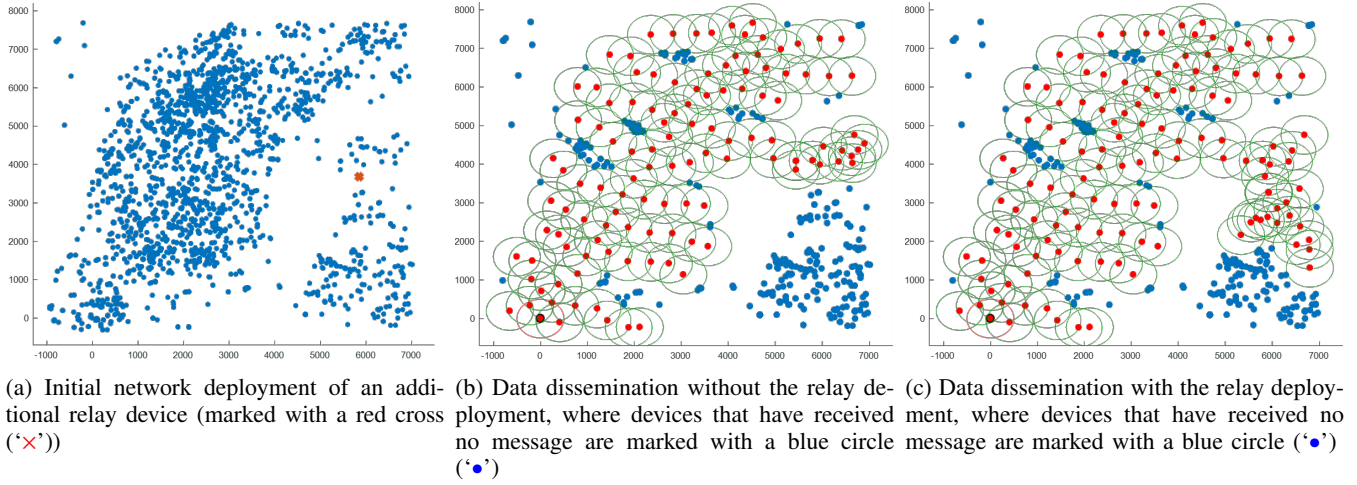 8000
7000
6000
5000
4000
3000
2000
1000
0
-1000 0 1000 2000 3000 4000 5000 6000 7000
8000
7000
6000
5000
4000
3000
2000
1000
0
-1000 0 1000 2000 3000 4000 5000 6000 7000
8000
7000
6000
5000
4000
3000
2000
1000
0
-1000 0 1000 2000 3000 4000 5000 6000 7000
(a) Initial network deployment of an addi-
tional relay device (marked with a red cross
(‘×’))
(b) Data dissemination without the relay de-
ployment, where devices that have received
no message are marked with a blue circle
(‘•’)
(c) Data dissemination with the relay deploy-
ment, where devices that have received no
message are marked with a blue circle (‘•’)